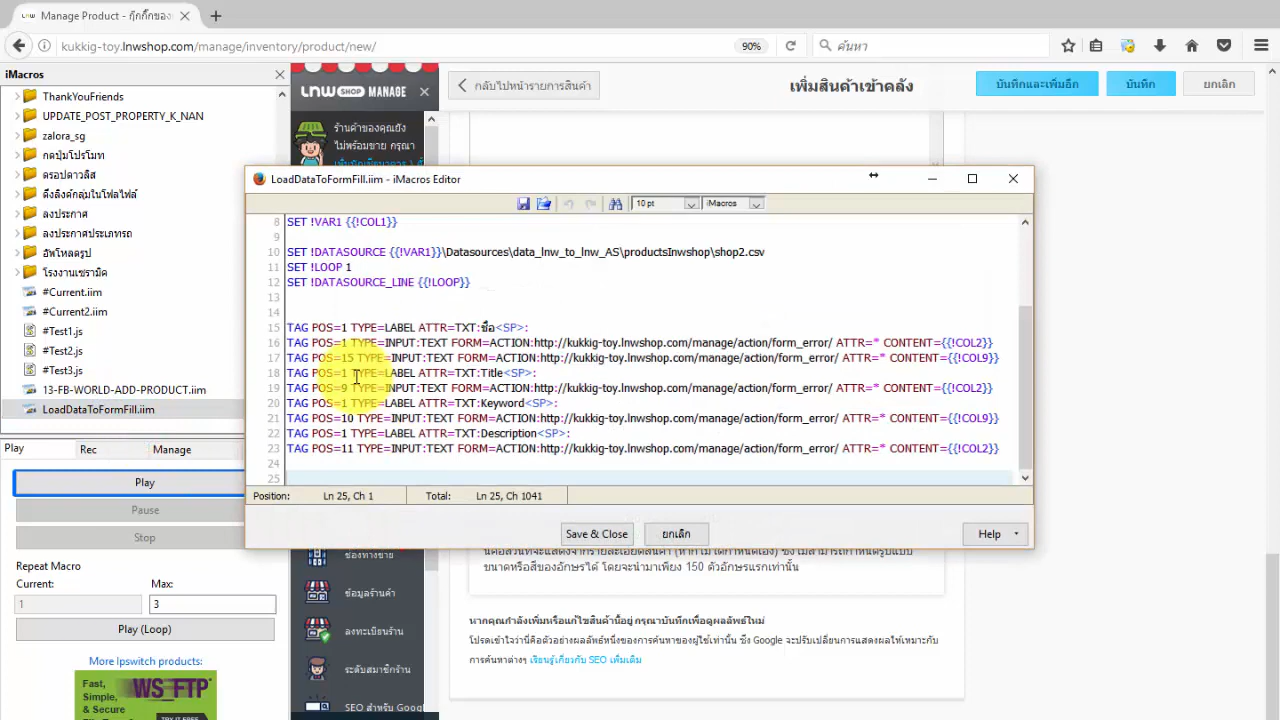 Manage Product - กุ๊กกิ๊กของ
kukkig-toy.lnwshop.com/manage/inventory/product/new/
90%
ค้นหา
iMacros
ThankYouFriends
UPDATE_POST_PROPERTY_K_NAN
zalora_sg
กดปุ่มโปรโมท
ดรอปดาวลิส
ดึงลิงค์กลุ่มในโฟลไฟล์
ลงประกาศ
ลงประกาศประเภทรถ
อัพโหลดรูป
โรงงานเซรามิค
#Current.iim
#Current2.iim
#Test1.js
#Test2.js
#Test3.js
13-FB-WORLD-ADD-PRODUCT.iim
LoadDataToFormFill.iim
Play
Rec
Manage
Play
Pause
Stop
Repeat Macro
Current:
Max:
1
3
Play (Loop)
More Ipswitch products:
Fast,
Simple,
& Secure
WS_FTP
LNW SHOP MANAGE
ร้านค้าของคุณยัง
ไม่พร้อมขาย กรุณา
กลับไปหน้ารายการสินค้า
เพิ่มสินค้าเข้าคลัง
บันทึกและเพิ่มอีก
บันทึก
ยกเลิก
LoadDataToFormFill.iim - iMacros Editor
10 pt
iMacros
8 SET !VAR1 {{!COL1}}
9
10 SET !DATASOURCE {{!VAR1}}\Datasources\data_lnw_to_lnw_AS\productslnwshop\shop2.csv
11 SET !LOOP 1
12 SET !DATASOURCE_LINE {{!LOOP}}
13
14
15 TAG POS=1 TYPE=LABEL ATTR=TXT:ชื่อ<SP>:
16 TAG POS=1 TYPE=INPUT:TEXT FORM=ACTION:http://kukkig-toy.lnwshop.com/manage/action/form_error/ ATTR=* CONTENT={{!COL2}}
17 TAG POS=15 TYPE=INPUT:TEXT FORM=ACTION:http://kukkig-toy.lnwshop.com/manage/action/form_error/ ATTR=* CONTENT={{!COL9}}
18 TAG POS=1 TYPE=LABEL ATTR=TXT:Title<SP>:
19 TAG POS=9 TYPE=INPUT:TEXT FORM=ACTION:http://kukkig-toy.lnwshop.com/manage/action/form_error/ ATTR=* CONTENT={{!COL2}}
20 TAG POS=1 TYPE=LABEL ATTR=TXT:Keyword<SP>:
21 TAG POS=10 TYPE=INPUT:TEXT FORM=ACTION:http://kukkig-toy.lnwshop.com/manage/action/form_error/ ATTR=* CONTENT={{!COL9}}
22 TAG POS=1 TYPE=LABEL ATTR=TXT:Description<SP>:
23 TAG POS=11 TYPE=INPUT:TEXT FORM=ACTION:http://kukkig-toy.lnwshop.com/manage/action/form_error/ ATTR=* CONTENT={{!COL2}}
24
25
Position: Ln 25, Ch 1
Total: Ln 25, Ch 1041
Save & Close
ยกเลิก
Help
ช่องทางขาย
ข้อมูลร้านค้า
ลงทะเบียนร้าน
ระดับสมาชิกร้าน
SEO สำหรับ Googl
ขนาดหรือสีของอักษรได้ โดยจะนำมาเพียง 150 ตัวอักษรแรกเท่านั้น
หากคุณกำลังเพิ่มหรือแก้ไขสินค้านี้อยู่ กรุณาบันทึกเพื่อดูผลลัพธ์ใหม่
โปรดเข้าใจว่านี่คือตัวอย่างผลลัพธ์หนึ่งของการค้นหาของผู้ใช้เท่านั้น ซึ่ง Google จะปรับเปลี่ยนการแสดงผลให้เหมาะกับ
การค้นหาต่างๆ เรียนรู้เกี่ยวกับ SEO เพิ่มเติม